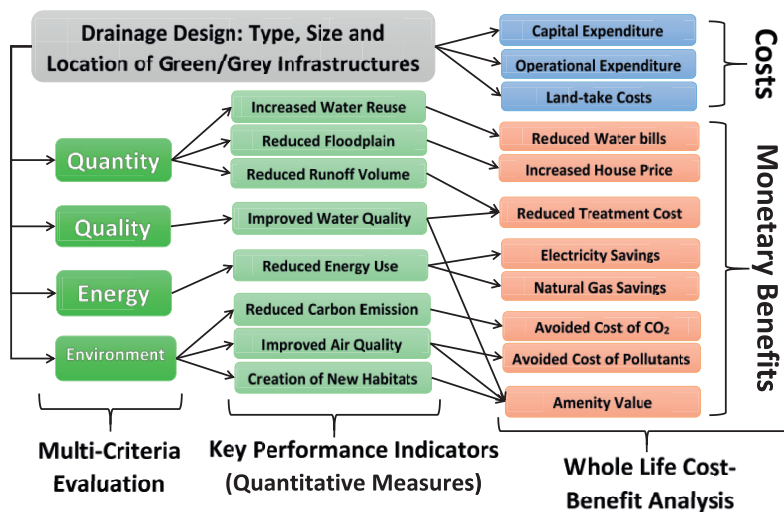 Drainage Design: Type, Size and
Location of Green/Grey Infrastructures
Capital Expenditure
Operational Expenditure
Land-take Costs
Costs
Quantity
Quality
Energy
Environment
Increased Water Reuse
Reduced Floodplain
Reduced Runoff Volume
Improved Water Quality
Reduced Energy Use
Reduced Carbon Emission
Improved Air Quality
Creation of New Habitats
Reduced Water bills
Increased House Price
Reduced Treatment Cost
Electricity Savings
Natural Gas Savings
Avoided Cost of CO₂
Avoided Cost of Pollutants
Amenity Value
Monetary Benefits
Multi-Criteria
Evaluation
Key Performance Indicators
(Quantitative Measures)
Whole Life Cost-
Benefit Analysis